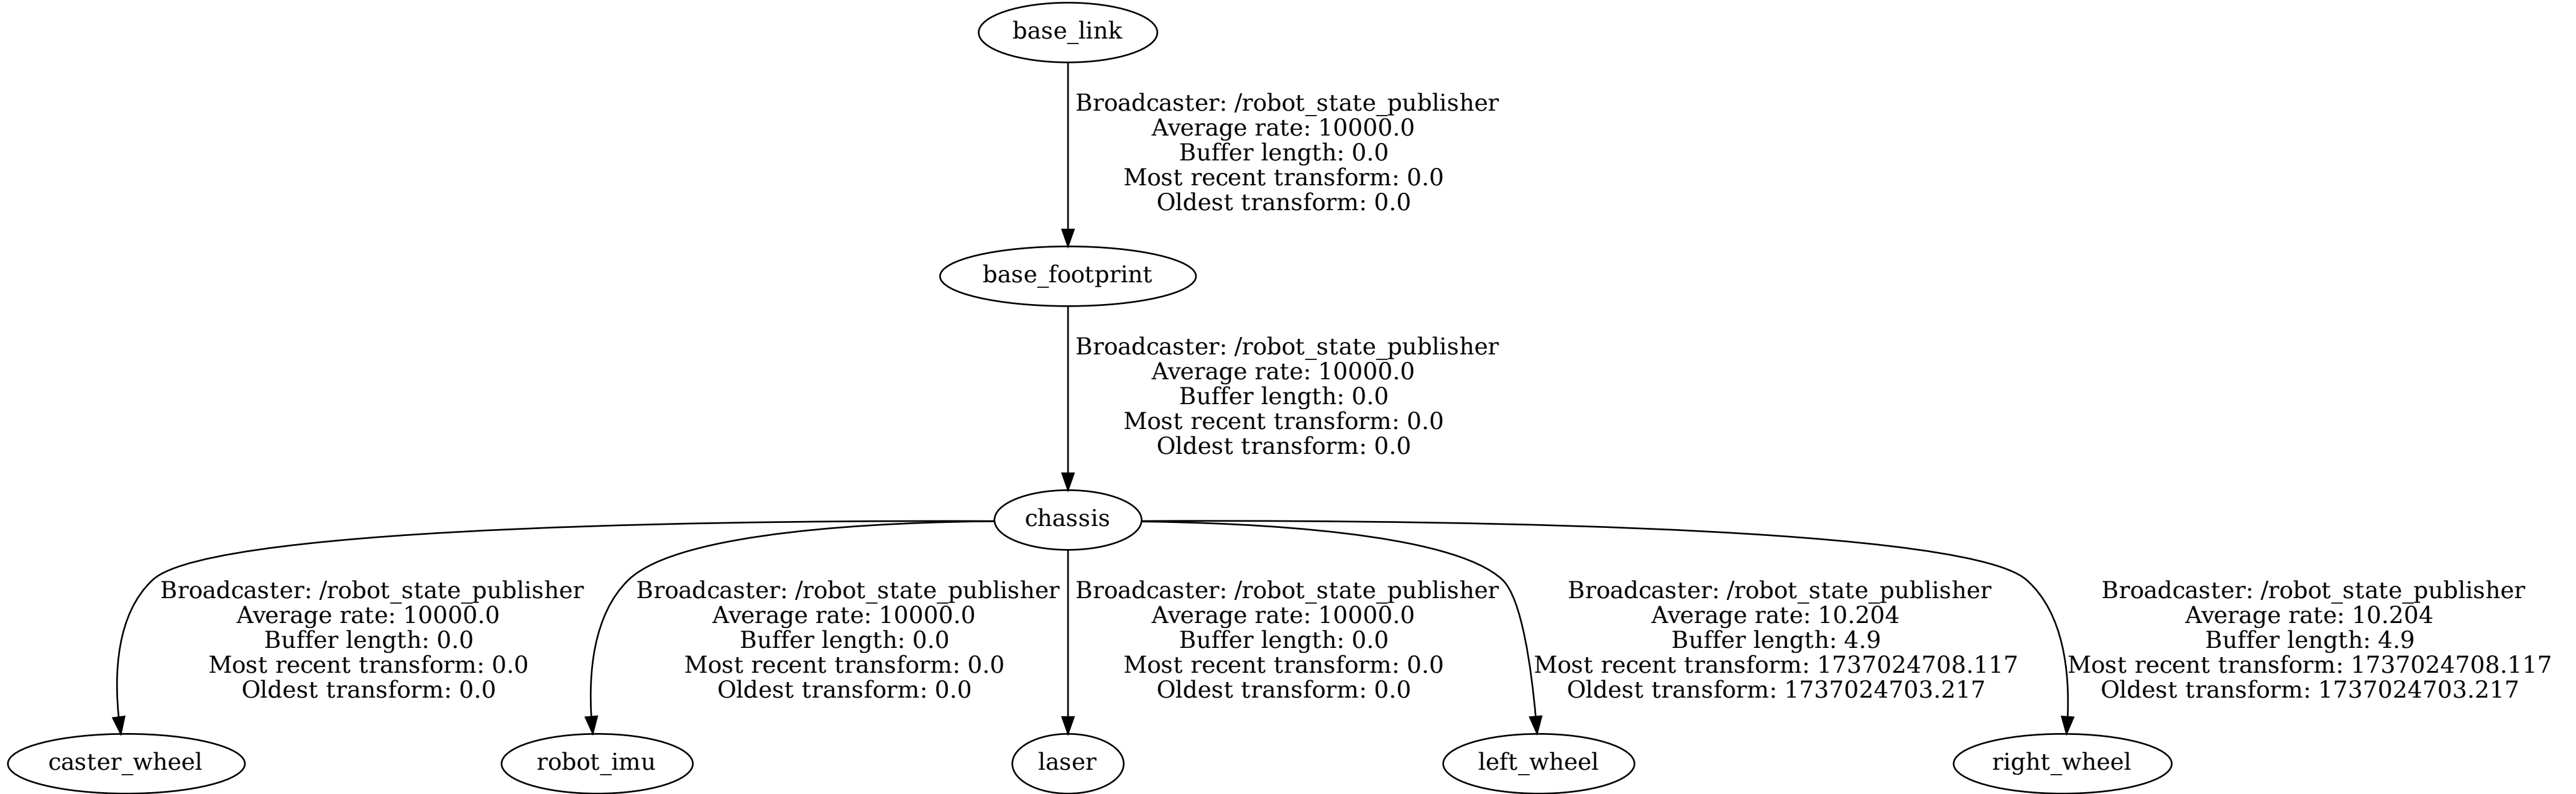 base_link
Broadcaster: /robot_state_publisher
Average rate: 10000.0
Buffer length: 0.0
Most recent transform: 0.0
Oldest transform: 0.0
base_footprint
Broadcaster: /robot_state_publisher
Average rate: 10000.0
Buffer length: 0.0
Most recent transform: 0.0
Oldest transform: 0.0
chassis
Broadcaster: /robot_state_publisher
Average rate: 10000.0
Buffer length: 0.0
Most recent transform: 0.0
Oldest transform: 0.0
Broadcaster: /robot_state_publisher
Average rate: 10000.0
Buffer length: 0.0
Most recent transform: 0.0
Oldest transform: 0.0
Broadcaster: /robot_state_publisher
Average rate: 10000.0
Buffer length: 0.0
Most recent transform: 0.0
Oldest transform: 0.0
Broadcaster: /robot_state_publisher
Average rate: 10.204
Buffer length: 4.9
Most recent transform: 1737024708.117
Oldest transform: 1737024703.217
Broadcaster: /robot_state_publisher
Average rate: 10.204
Buffer length: 4.9
Most recent transform: 1737024708.117
Oldest transform: 1737024703.217
caster_wheel
robot_imu
laser
left_wheel
right_wheel